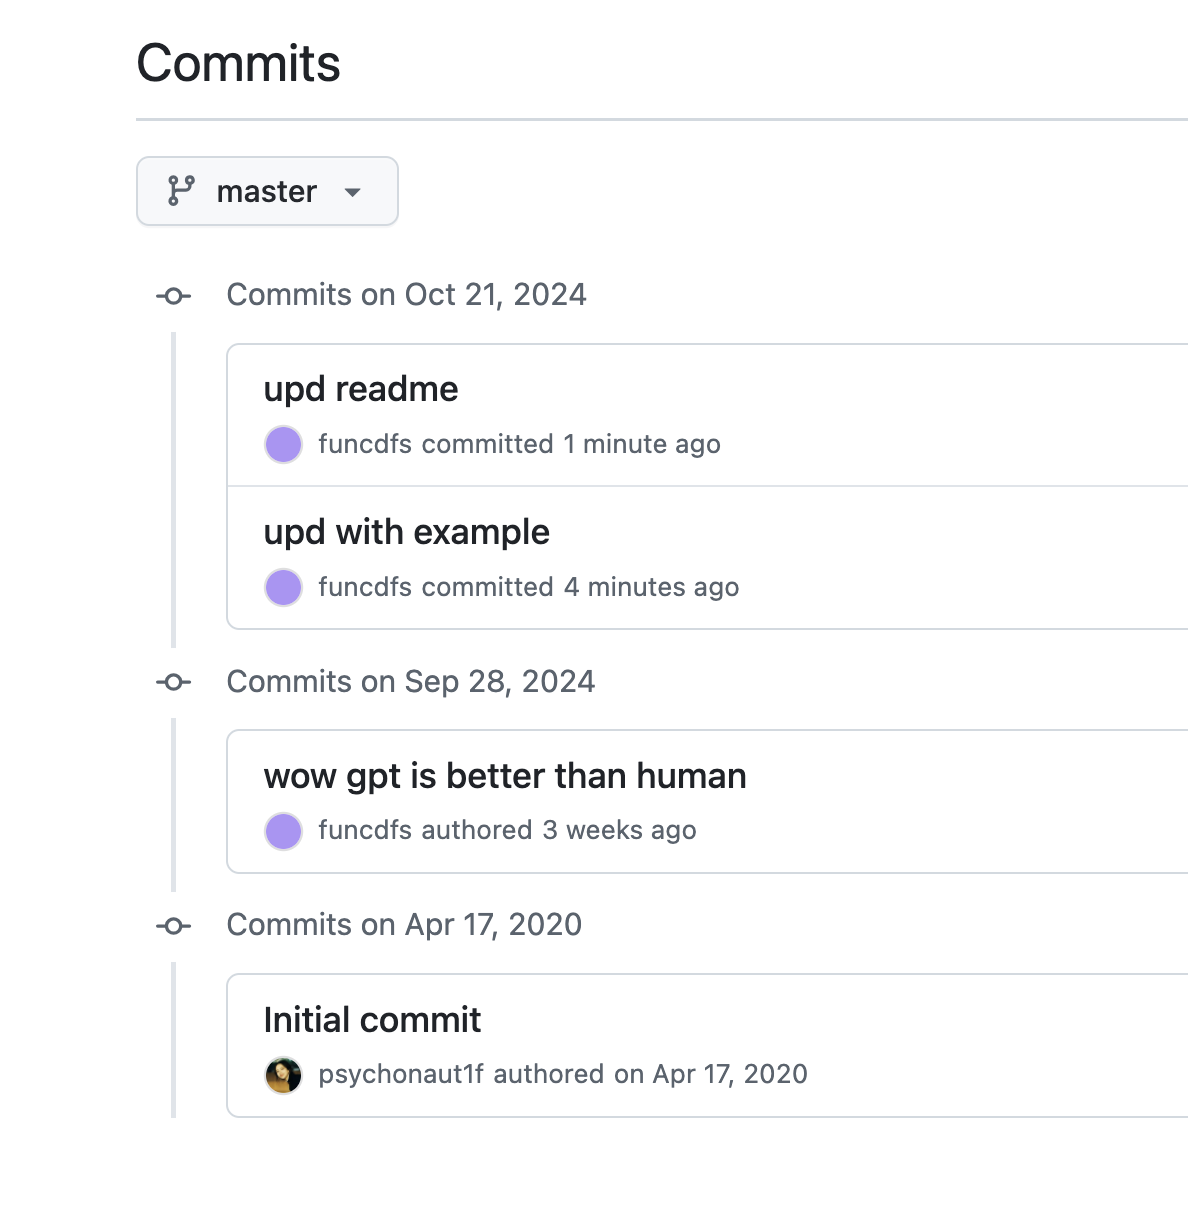 Commits
master
Commits on Oct 21, 2024
upd readme
funcdfs committed 1 minute ago
upd with example
funcdfs committed 4 minutes ago
Commits on Sep 28, 2024
wow gpt is better than human
funcdfs authored 3 weeks ago
Commits on Apr 17, 2020
Initial commit
psychonaut1f authored on Apr 17, 2020